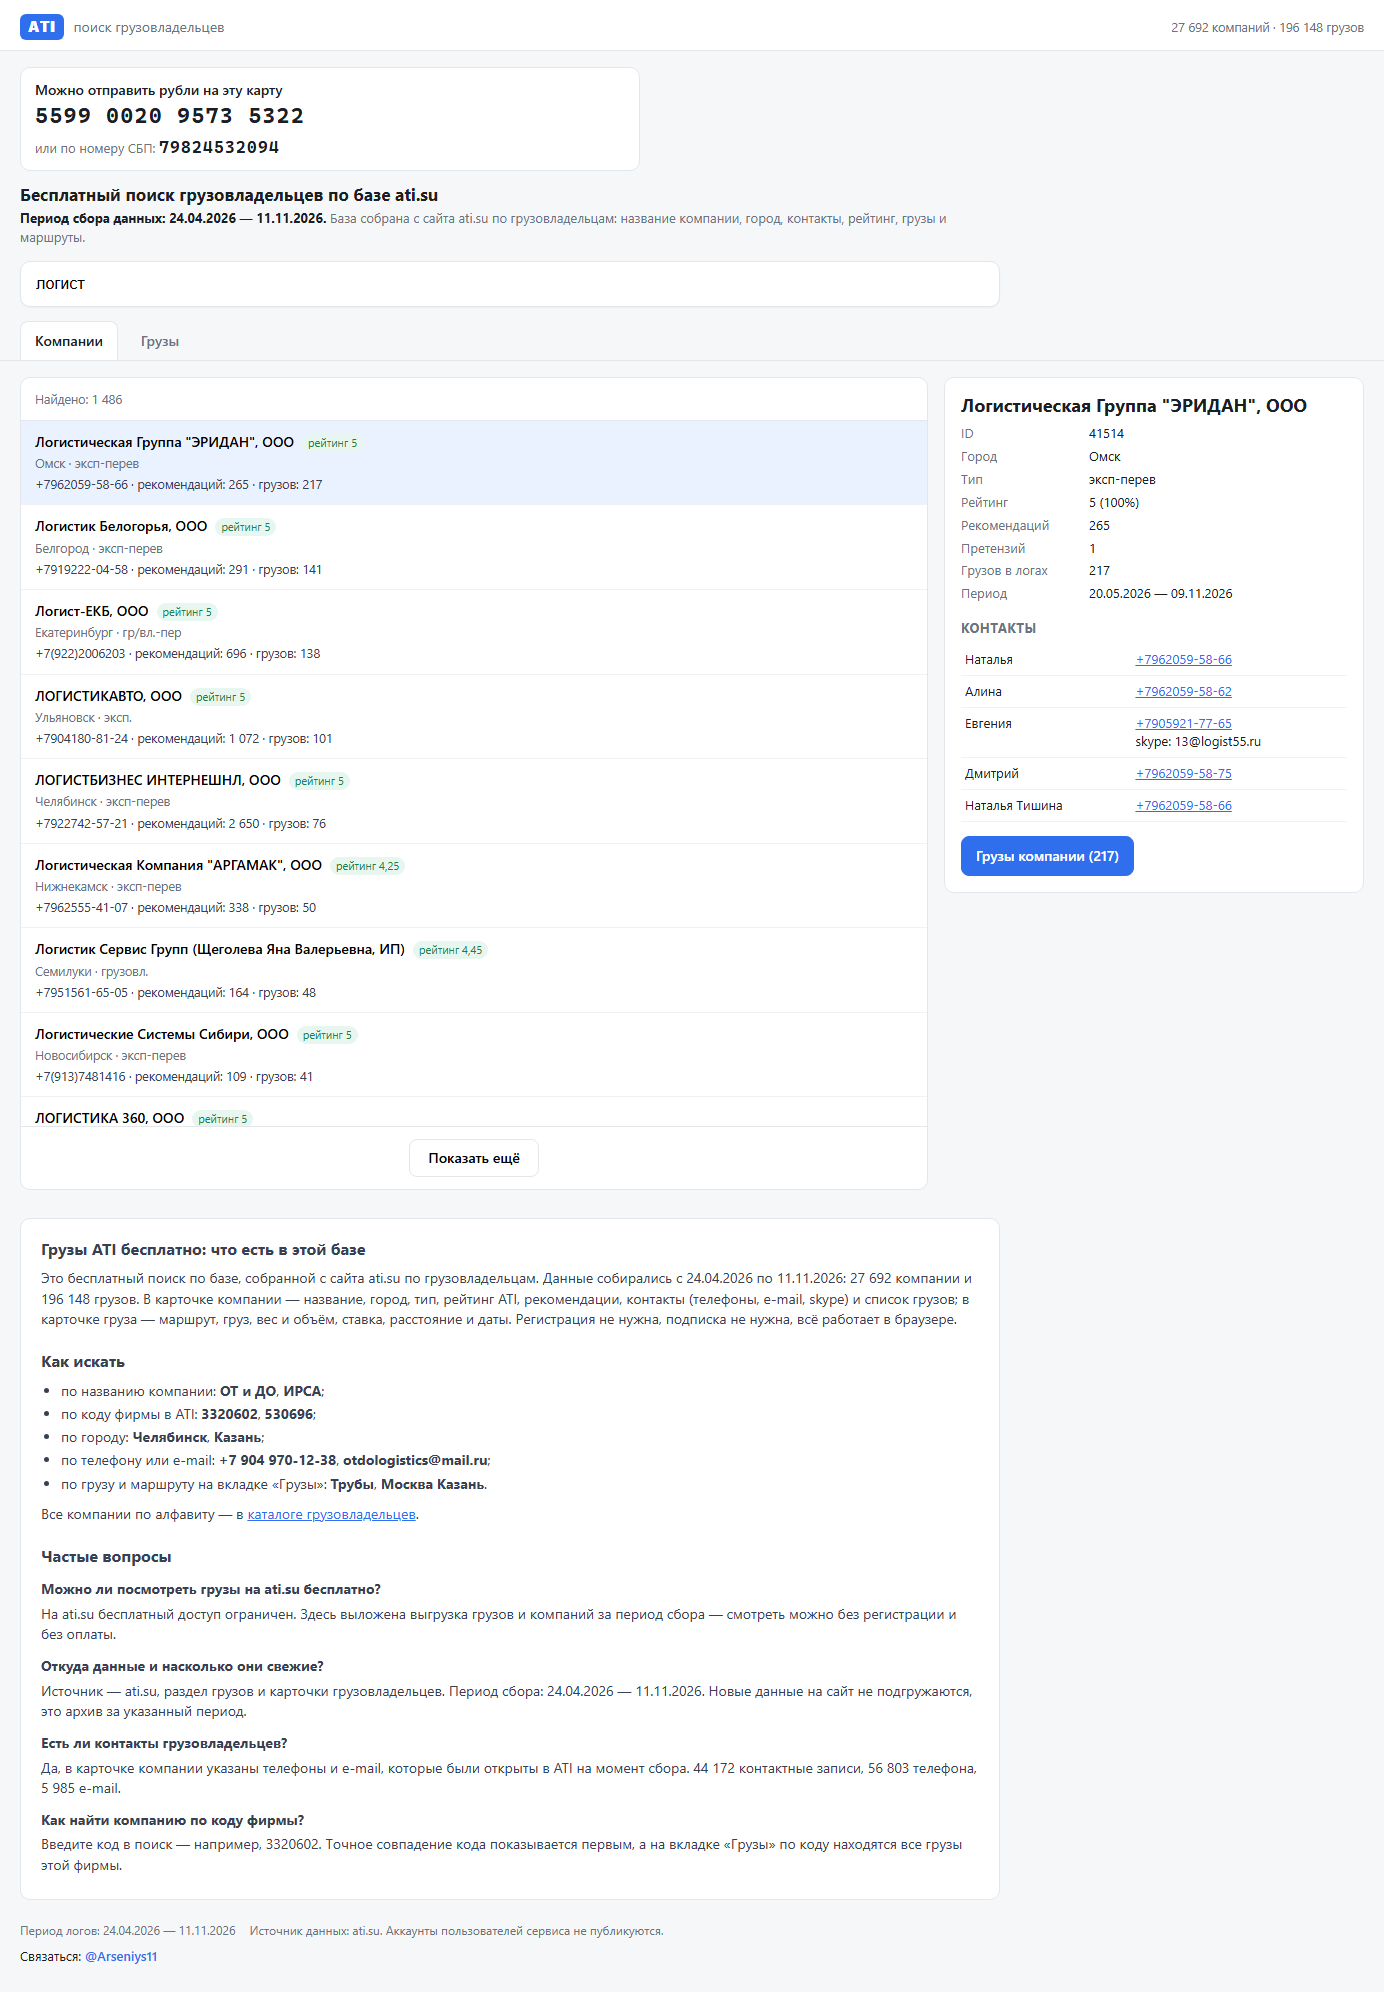 ATI поиск грузовладельцев
27 692 компаний · 196 148 грузов
Можно отправить рубли на эту карту
5599 0020 9573 5322
или по номеру СБП: 79824532094
Бесплатный поиск грузовладельцев по базе ati.su
Период сбора данных: 24.04.2026 — 11.11.2026. База собрана с сайта ati.su по грузовладельцам: название компании, город, контакты, рейтинг, грузы и
маршруты.
ЛОГИСТ
Компании
Грузы
Найдено: 1 486
Логистическая Группа "ЭРИДАН", ООО рейтинг 5
Омск · эксп-перев
+7962059-58-66 · рекомендаций: 265 · грузов: 217
Логистик Белогорья, ООО рейтинг 5
Белгород · эксп-перев
+7919222-04-58 · рекомендаций: 291 · грузов: 141
Логист-ЕКБ, ООО рейтинг 5
Екатеринбург · гр/вл.-пер
+7(922)2006203 · рекомендаций: 696 · грузов: 138
ЛОГИСТИКАВТО, ООО рейтинг 5
Ульяновск · эксп.
+7904180-81-24 · рекомендаций: 1 072 · грузов: 101
ЛОГИСТБИЗНЕС ИНТЕРНЕШНЛ, ООО рейтинг 5
Челябинск · эксп-перев
+7922742-57-21 · рекомендаций: 2 650 · грузов: 76
Логистическая Компания "АРГАМАК", ООО рейтинг 4,25
Нижнекамск · эксп-перев
+7962555-41-07 · рекомендаций: 338 · грузов: 50
Логистик Сервис Групп (Щеголева Яна Валерьевна, ИП) рейтинг 4,45
Семилуки · грузовл.
+7951561-65-05 · рекомендаций: 164 · грузов: 48
Логистические Системы Сибири, ООО рейтинг 5
Новосибирск · эксп-перев
+7(913)7481416 · рекомендаций: 109 · грузов: 41
ЛОГИСТИКА 360, ООО рейтинг 5
Показать ещё
Логистическая Группа "ЭРИДАН", ООО
ID 41514
Город Омск
Тип эксп-перев
Рейтинг 5 (100%)
Рекомендаций 265
Претензий 1
Грузов в логах 217
Период 20.05.2026 — 09.11.2026
КОНТАКТЫ
Наталья +7962059-58-66
Алина +7962059-58-62
Евгения +7905921-77-65
skype: 13@logist55.ru
Дмитрий +7962059-58-75
Наталья Тишина +7962059-58-66
Грузы компании (217)
Грузы ATI бесплатно: что есть в этой базе
Это бесплатный поиск по базе, собранной с сайта ati.su по грузовладельцам. Данные собирались с 24.04.2026 по 11.11.2026: 27 692 компании и
196 148 грузов. В карточке компании — название, город, тип, рейтинг ATI, рекомендации, контакты (телефоны, e-mail, skype) и список грузов; в
карточке груза — маршрут, груз, вес и объём, ставка, расстояние и даты. Регистрация не нужна, подписка не нужна, всё работает в браузере.
Как искать
• по названию компании: ОТ и ДО, ИРСА;
• по коду фирмы в ATI: 3320602, 530696;
• по городу: Челябинск, Казань;
• по телефону или e-mail: +7 904 970-12-38, otdologistics@mail.ru;
• по грузу и маршруту на вкладке «Грузы»: Трубы, Москва Казань.
Все компании по алфавиту — в каталоге грузовладельцев.
Частые вопросы
Можно ли посмотреть грузы на ati.su бесплатно?
На ati.su бесплатный доступ ограничен. Здесь выложена выгрузка грузов и компаний за период сбора — смотреть можно без регистрации и
без оплаты.
Откуда данные и насколько они свежие?
Источник — ati.su, раздел грузов и карточки грузовладельцев. Период сбора: 24.04.2026 — 11.11.2026. Новые данные на сайт не подгружаются,
это архив за указанный период.
Есть ли контакты грузовладельцев?
Да, в карточке компании указаны телефоны и e-mail, которые были открыты в ATI на момент сбора. 44 172 контактные записи, 56 803 телефона,
5 985 e-mail.
Как найти компанию по коду фирмы?
Введите код в поиск — например, 3320602. Точное совпадение кода показывается первым, а на вкладке «Грузы» по коду находятся все грузы
этой фирмы.
Период логов: 24.04.2026 — 11.11.2026 Источник данных: ati.su. Аккаунты пользователей сервиса не публикуются.
Связаться: @Arseniys11